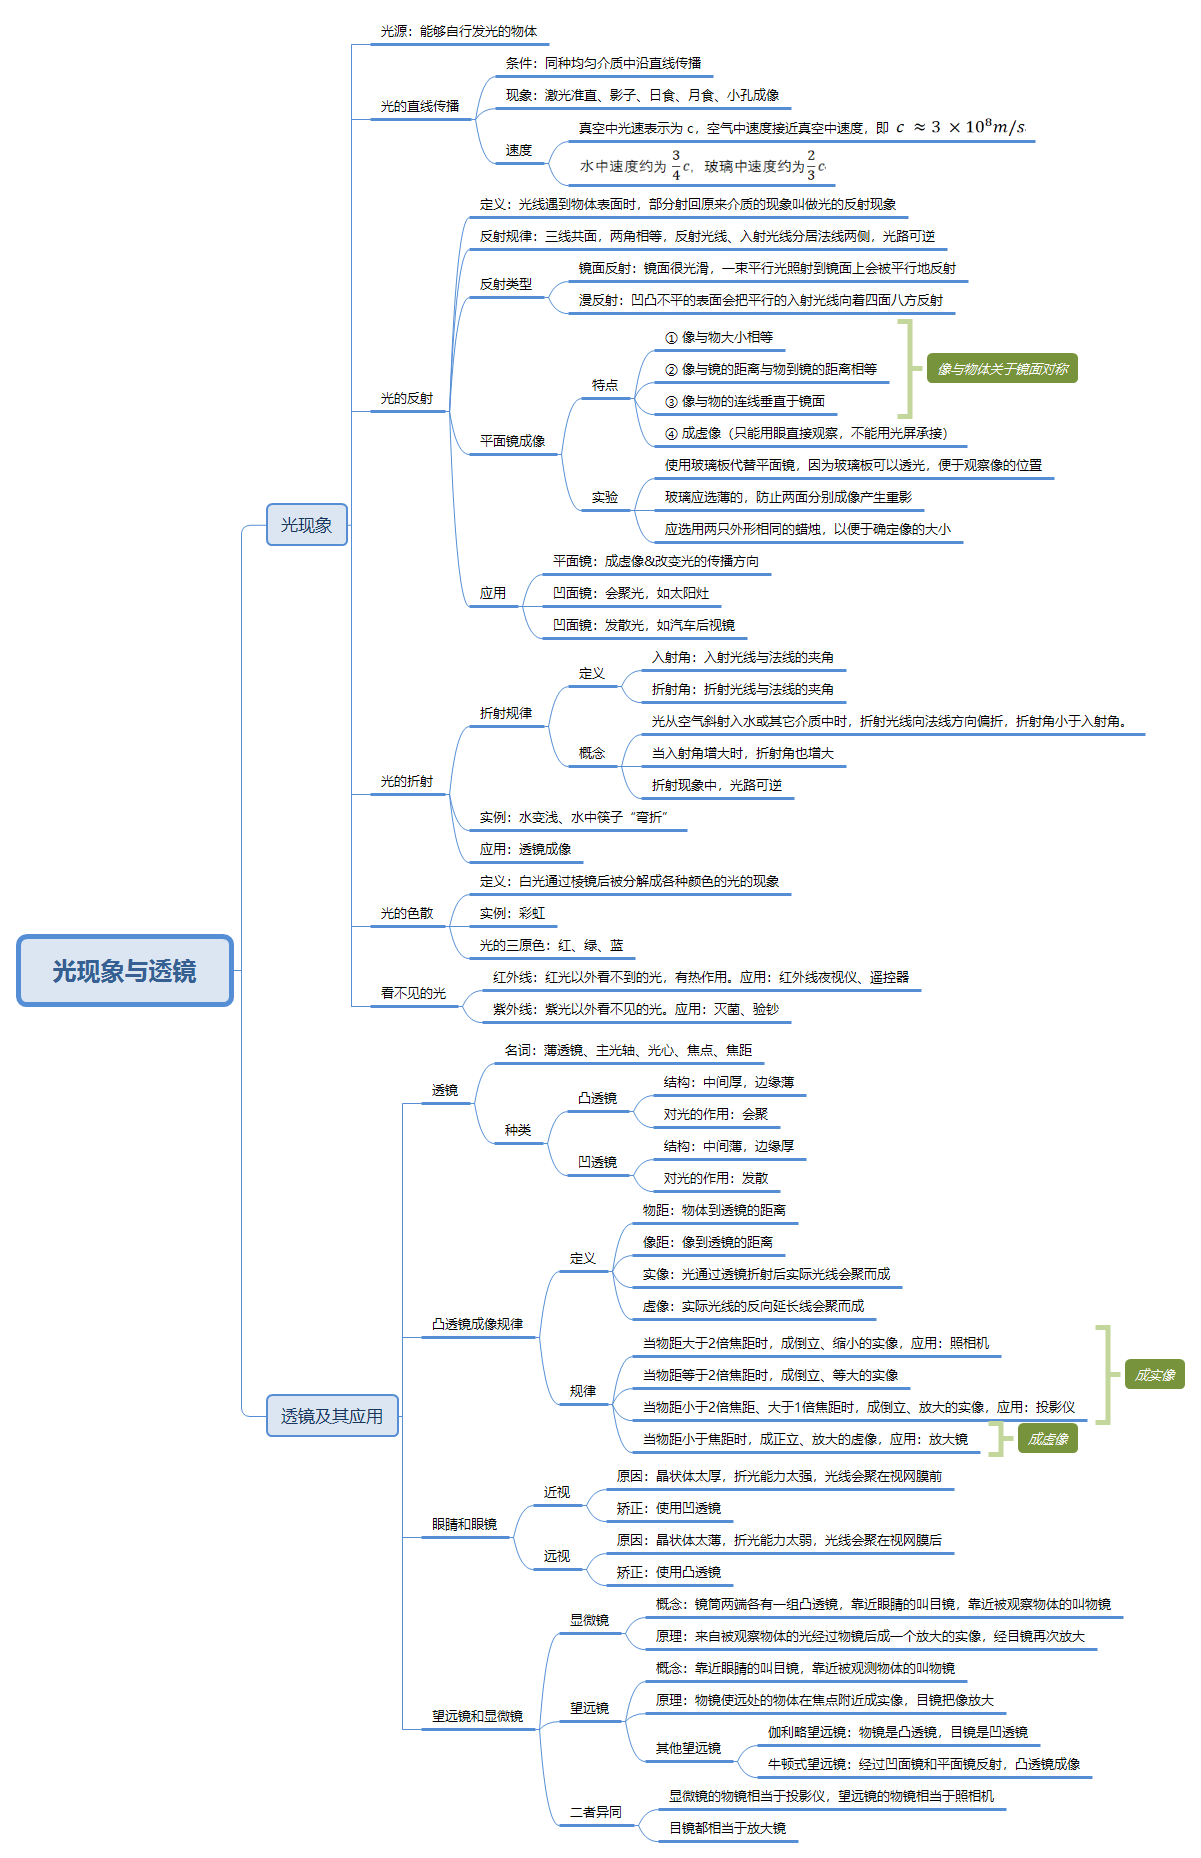 光现象与透镜
光现象
光源：能够自行发光的物体
光的直线传播
条件：同种均匀介质中沿直线传播
现象：激光准直、影子、日食、月食、小孔成像
速度
真空中光速表示为 c，空气中速度接近真空中速度，即 c ≈ 3 × 10⁸m/s
水中速度约为 3/4 c，玻璃中速度约为 2/3 c
光的反射
定义：光线遇到物体表面时，部分射回原来介质的现象叫做光的反射现象
反射规律：三线共面，两角相等，反射光线、入射光线分居法线两侧，光路可逆
反射类型
镜面反射：镜面很光滑，一束平行光照射到镜面上会被平行地反射
漫反射：凹凸不平的表面会把平行的入射光线向着四面八方反射
平面镜成像
特点
① 像与物大小相等
② 像与镜的距离与物到镜的距离相等
③ 像与物的连线垂直于镜面
像与物体关于镜面对称
④ 成虚像（只能用眼直接观察，不能用光屏承接）
实验
使用玻璃板代替平面镜，因为玻璃板可以透光，便于观察像的位置
玻璃应选薄的，防止两面分别成像产生重影
应选用两只外形相同的蜡烛，以便于确定像的大小
应用
平面镜：成虚像&改变光的传播方向
凹面镜：会聚光，如太阳灶
凹面镜：发散光，如汽车后视镜
光的折射
折射规律
定义
入射角：入射光线与法线的夹角
折射角：折射光线与法线的夹角
概念
光从空气斜射入水或其它介质中时，折射光线向法线方向偏折，折射角小于入射角。
当入射角增大时，折射角也增大
折射现象中，光路可逆
实例：水变浅、水中筷子“弯折”
应用：透镜成像
光的色散
定义：白光通过棱镜后被分解成各种颜色的光的现象
实例：彩虹
光的三原色：红、绿、蓝
看不见的光
红外线：红光以外看不到的光，有热作用。应用：红外线夜视仪、遥控器
紫外线：紫光以外看不见的光。应用：灭菌、验钞
透镜及其应用
透镜
名词：薄透镜、主光轴、光心、焦点、焦距
种类
凸透镜
结构：中间厚，边缘薄
对光的作用：会聚
凹透镜
结构：中间薄，边缘厚
对光的作用：发散
凸透镜成像规律
定义
物距：物体到透镜的距离
像距：像到透镜的距离
实像：光通过透镜折射后实际光线会聚而成
虚像：实际光线的反向延长线会聚而成
规律
当物距大于2倍焦距时，成倒立、缩小的实像，应用：照相机
当物距等于2倍焦距时，成倒立、等大的实像
当物距小于2倍焦距、大于1倍焦距时，成倒立、放大的实像，应用：投影仪
成实像
当物距小于焦距时，成正立、放大的虚像，应用：放大镜
成虚像
眼睛和眼镜
近视
原因：晶状体太厚，折光能力太强，光线会聚在视网膜前
矫正：使用凹透镜
远视
原因：晶状体太薄，折光能力太弱，光线会聚在视网膜后
矫正：使用凸透镜
望远镜和显微镜
显微镜
概念：镜筒两端各有一组凸透镜，靠近眼睛的叫目镜，靠近被观察物体的叫物镜
原理：来自被观察物体的光经过物镜后成一个放大的实像，经目镜再次放大
望远镜
概念：靠近眼睛的叫目镜，靠近被观测物体的叫物镜
原理：物镜使远处的物体在焦点附近成实像，目镜把像放大
其他望远镜
伽利略望远镜：物镜是凸透镜，目镜是凹透镜
牛顿式望远镜：经过凹面镜和平面镜反射，凸透镜成像
二者异同
显微镜的物镜相当于投影仪，望远镜的物镜相当于照相机
目镜都相当于放大镜